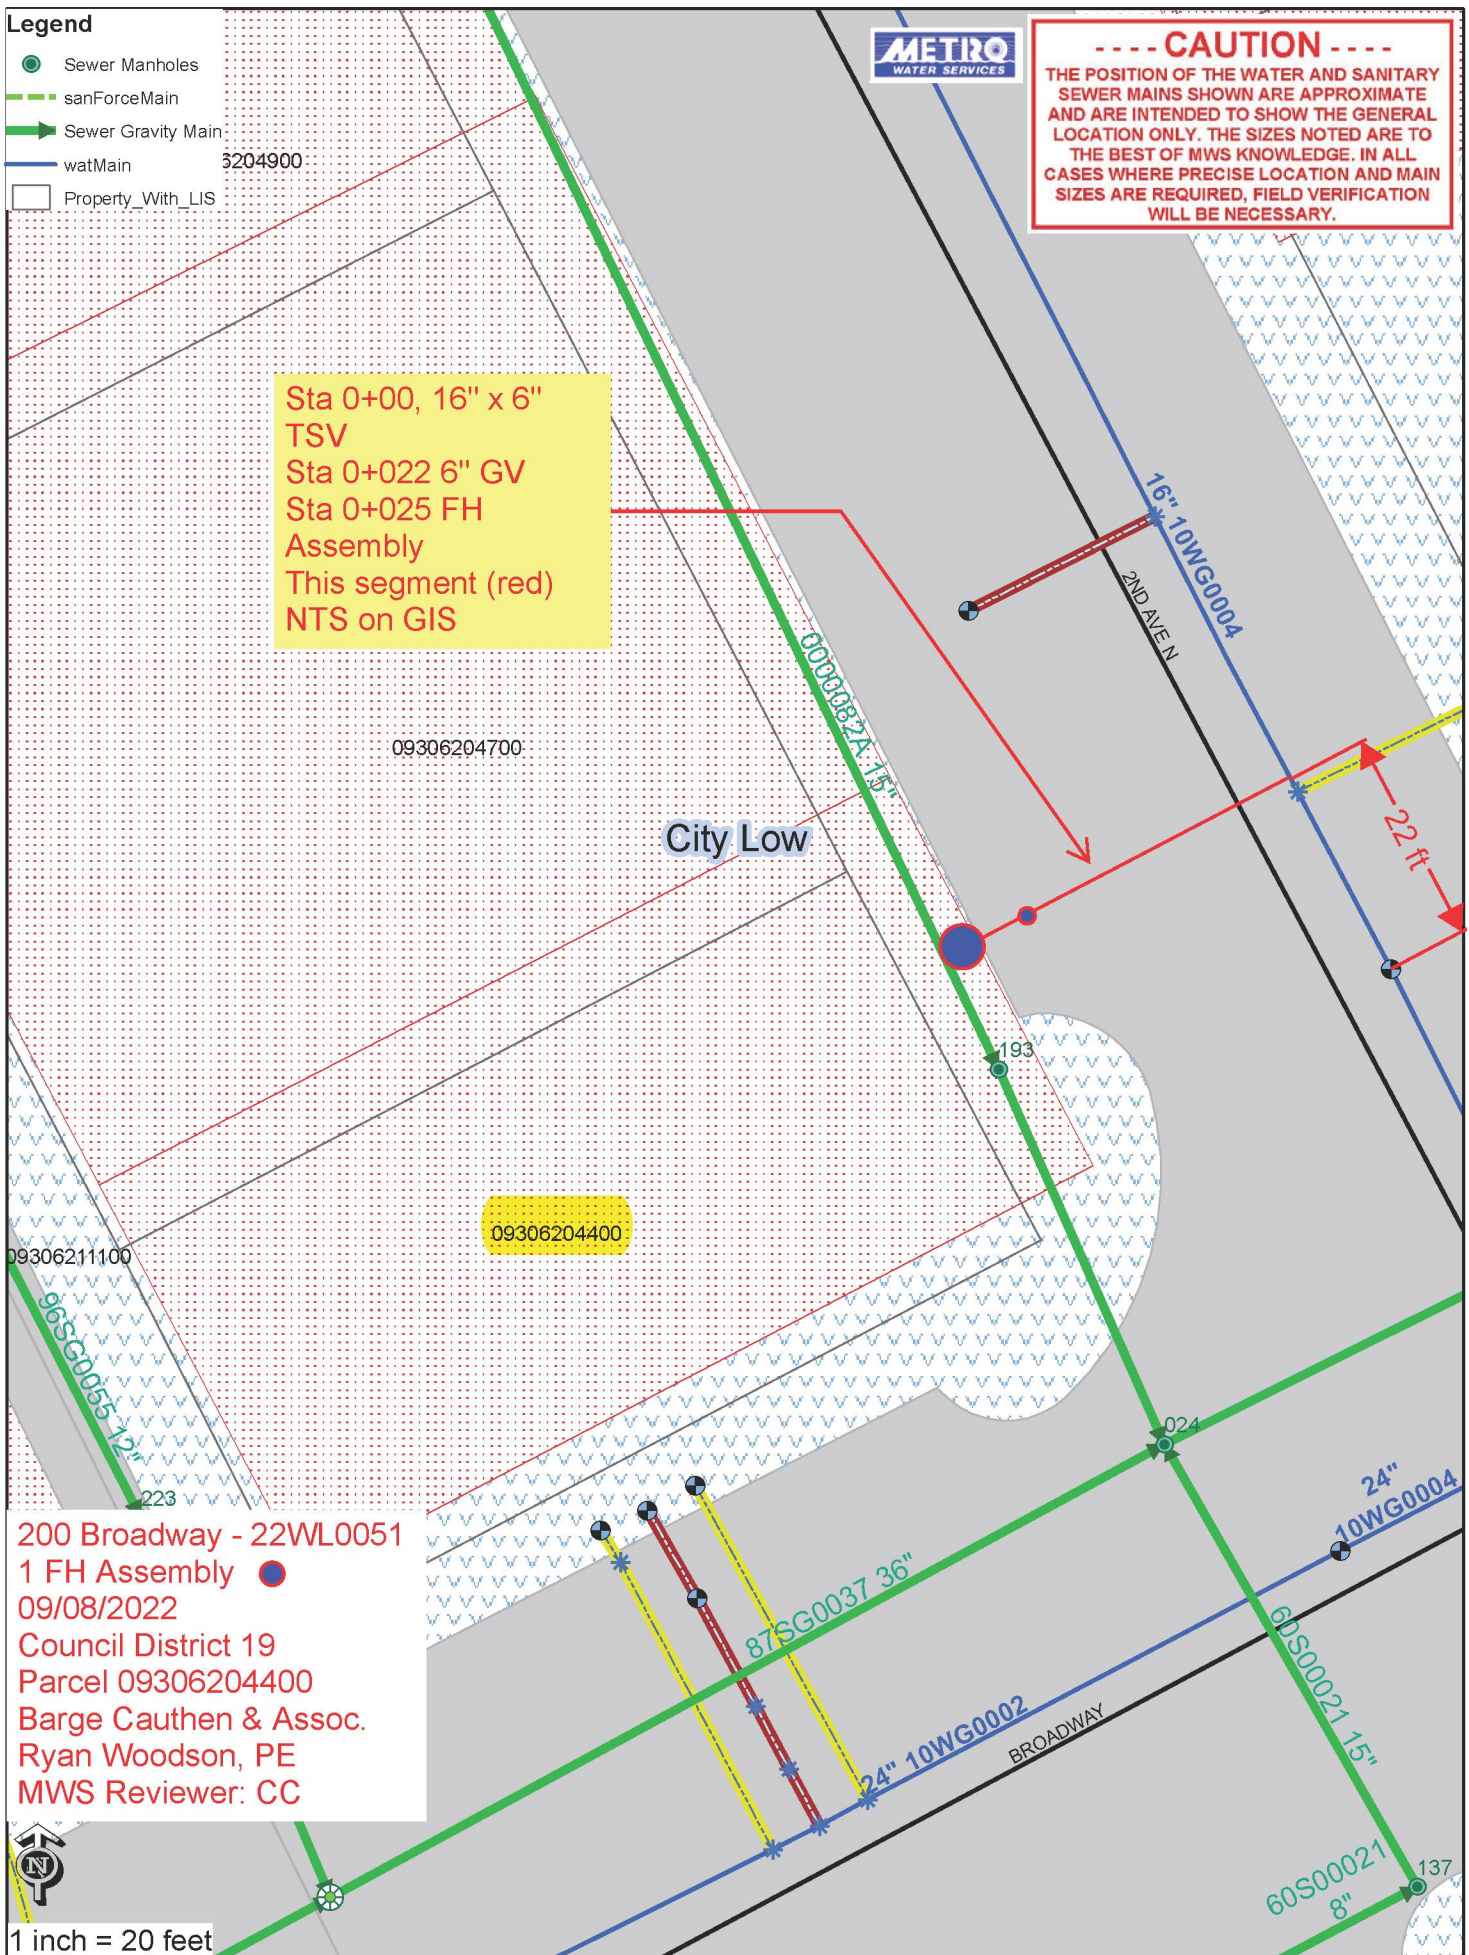 Legend
Sewer Manholes
sanForceMain
Sewer Gravity Main
watMain
Property_With_LIS
METRO
WATER SERVICES
- - - - CAUTION - - - -
THE POSITION OF THE WATER AND SANITARY
SEWER MAINS SHOWN ARE APPROXIMATE
AND ARE INTENDED TO SHOW THE GENERAL
LOCATION ONLY. THE SIZES NOTED ARE TO
THE BEST OF MWS KNOWLEDGE. IN ALL
CASES WHERE PRECISE LOCATION AND MAIN
SIZES ARE REQUIRED, FIELD VERIFICATION
WILL BE NECESSARY.
6204900
Sta 0+00, 16" x 6"
TSV
Sta 0+022 6" GV
Sta 0+025 FH
Assembly
This segment (red)
NTS on GIS
16" 10WG0004
2ND AVE N
0000082A 15"
09306204700
City Low
22 ft
193
09306204400
09306211100
96SG0055 12"
223
024
24"
10WG0004
87SG0037 36"
60S00021 15"
24" 10WG0002
BROADWAY
60S00021
8"
137
200 Broadway - 22WL0051
1 FH Assembly
09/08/2022
Council District 19
Parcel 09306204400
Barge Cauthen & Assoc.
Ryan Woodson, PE
MWS Reviewer: CC
N
1 inch = 20 feet